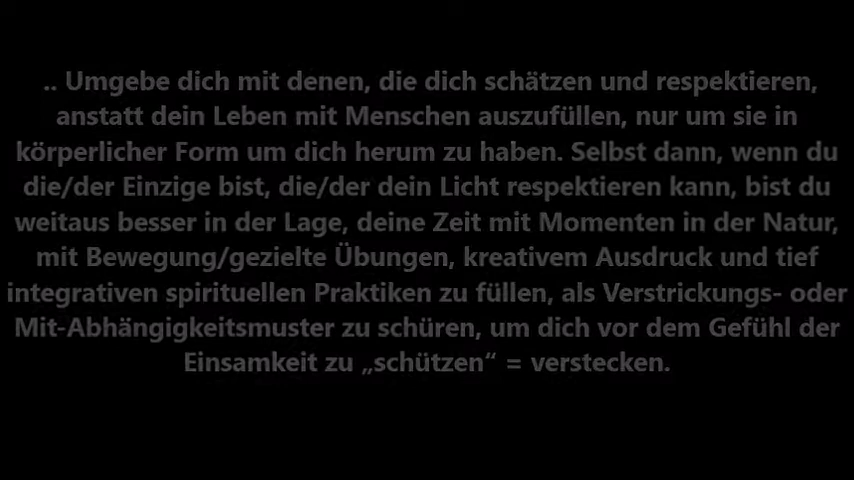 .. Umgebe dich mit denen, die dich schätzen und respektieren,
anstatt dein Leben mit Menschen auszufüllen, nur um sie in
körperlicher Form um dich herum zu haben. Selbst dann, wenn du
die/der Einzige bist, die/der dein Licht respektieren kann, bist du
weitaus besser in der Lage, deine Zeit mit Momenten in der Natur,
mit Bewegung/gezielte Übungen, kreativem Ausdruck und tief
integrativen spirituellen Praktiken zu füllen, als Verstrickungs- oder
Mit-Abhängigkeitsmuster zu schüren, um dich vor dem Gefühl der
Einsamkeit zu „schützen“ = verstecken.